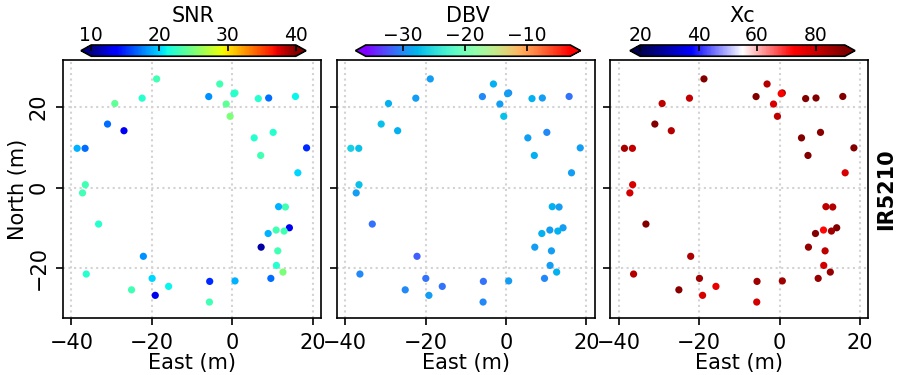 SNR DBV Xc
10 20 30 40 −30 −20 −10 20 40 60 80
20
0
−20
North (m)
IR5210
−40 −20 0 20 −40 −20 0 20 −40 −20 0 20
East (m) East (m) East (m)